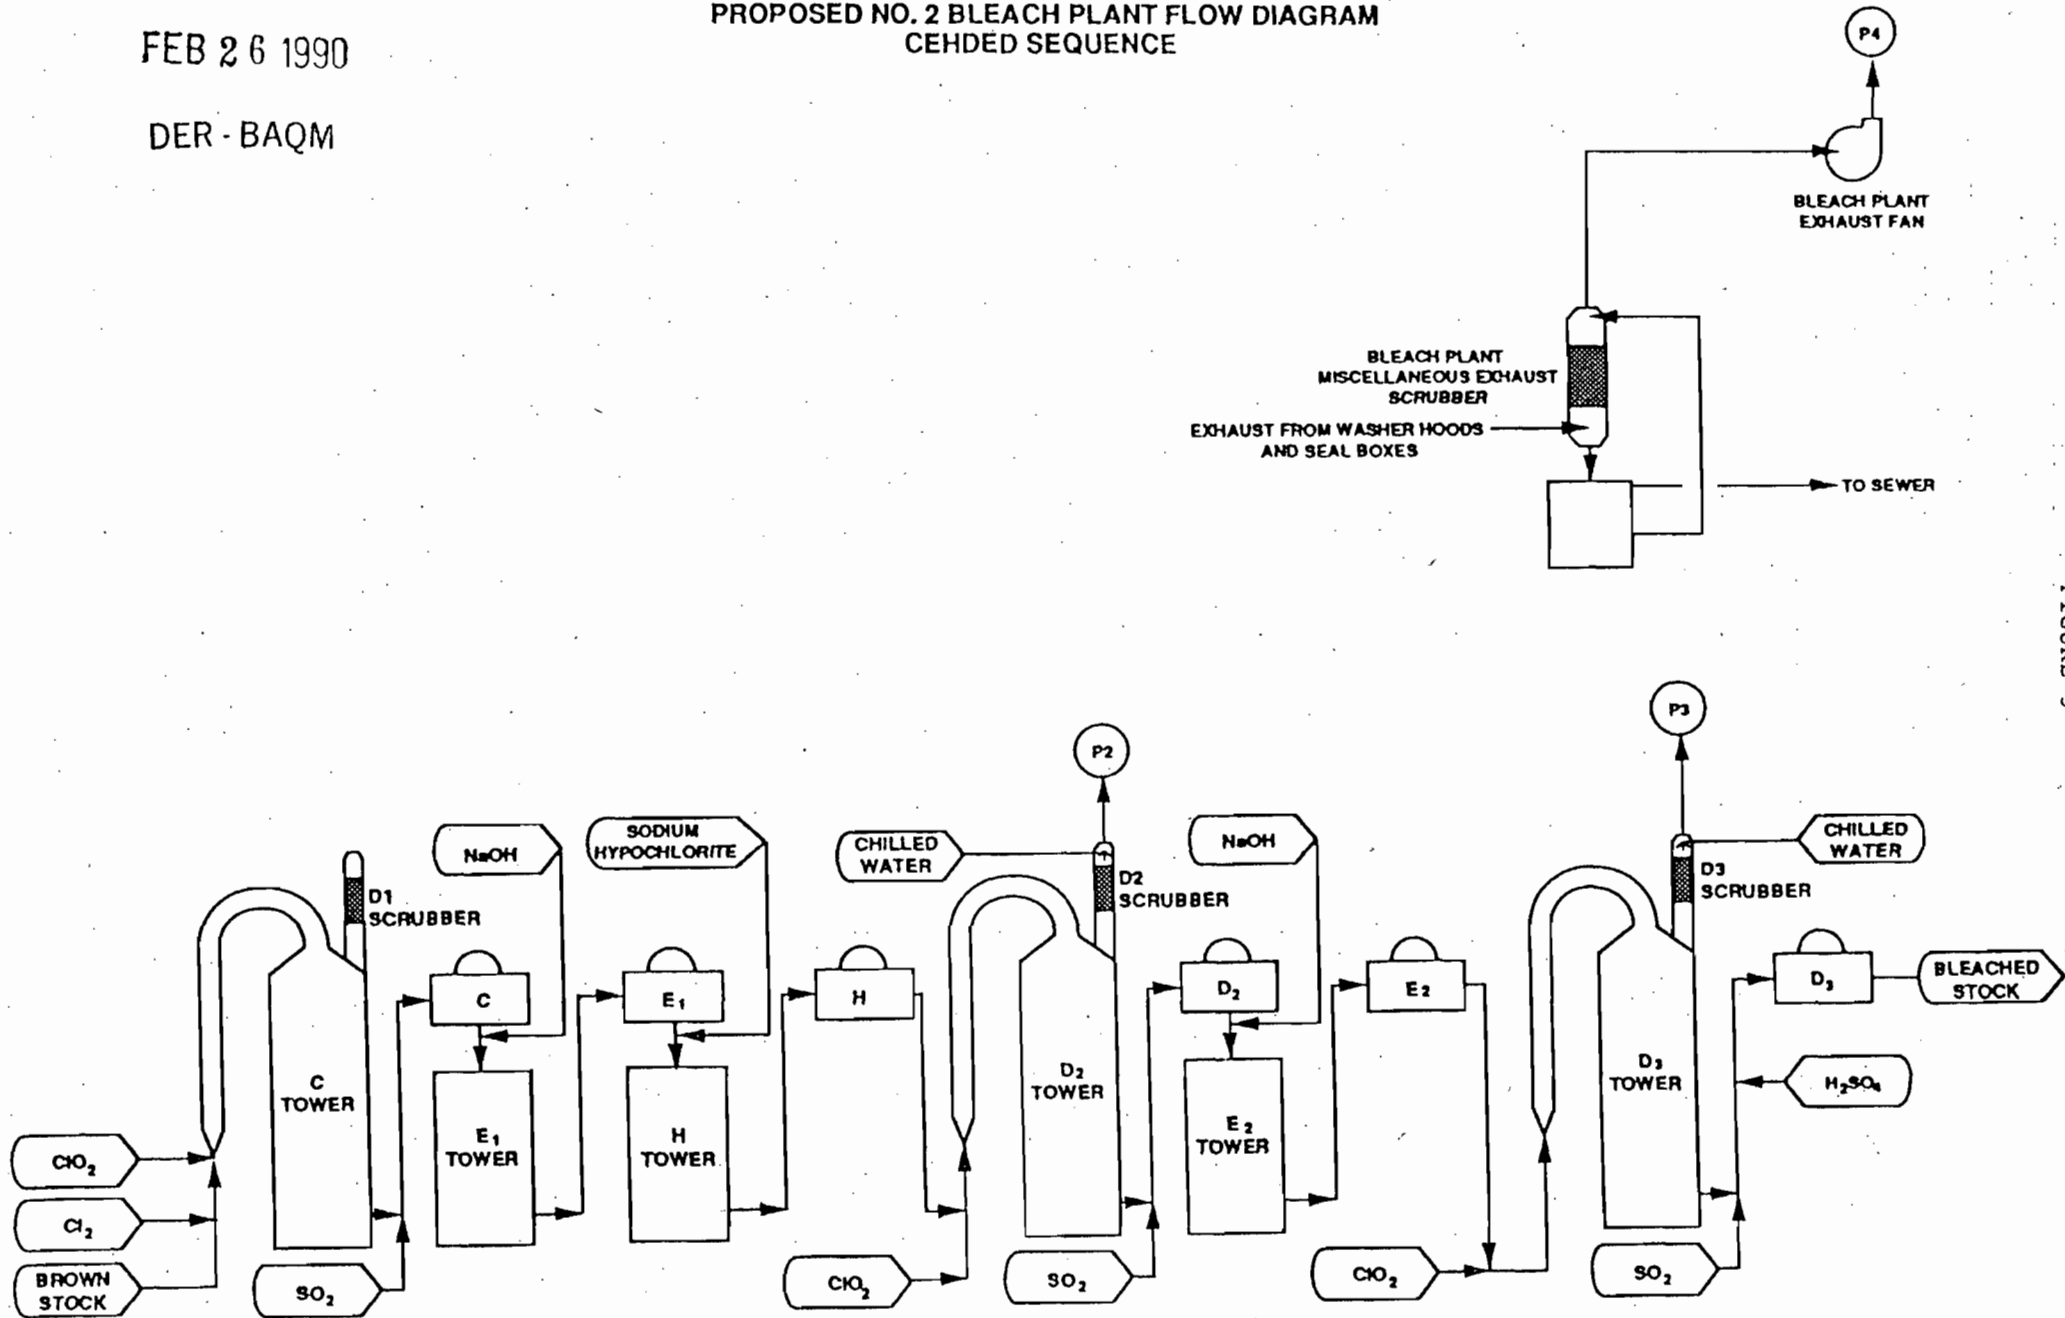 PROPOSED NO. 2 BLEACH PLANT FLOW DIAGRAM
CEHDED SEQUENCE
FEB 26 1990
DER - BAQM
P4
BLEACH PLANT
EXHAUST FAN
BLEACH PLANT
MISCELLANEOUS EXHAUST
SCRUBBER
EXHAUST FROM WASHER HOODS
AND SEAL BOXES
TO SEWER
P2
P3
NaOH
SODIUM
HYPOCHLORITE
CHILLED
WATER
NaOH
CHILLED
WATER
D1
SCRUBBER
D2
SCRUBBER
D3
SCRUBBER
C
E₁
H
D₂
E₂
D₃
BLEACHED
STOCK
C
TOWER
E₁
TOWER
H
TOWER
D₂
TOWER
E₂
TOWER
D₃
TOWER
H₂SO₄
ClO₂
Cl₂
BROWN
STOCK
SO₂
ClO₂
SO₂
ClO₂
SO₂